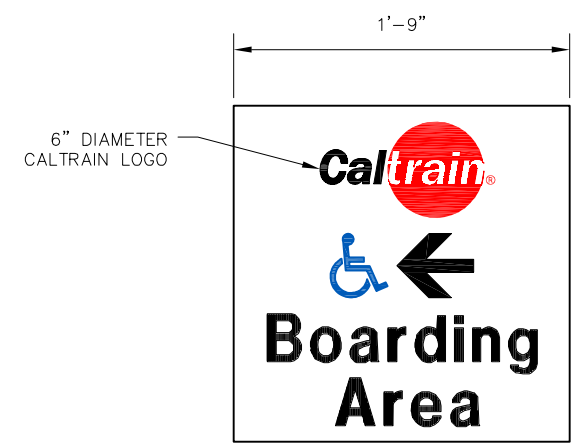 1'-9"
6" DIAMETER
CALTRAIN LOGO
Caltrain®
Boarding
Area